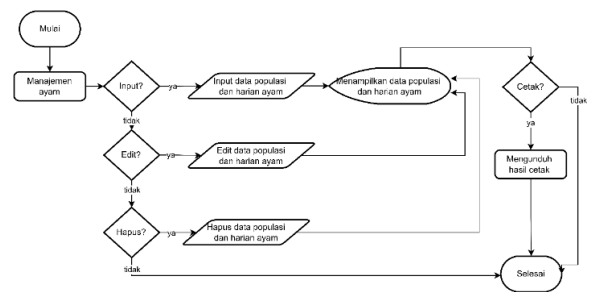 Mulai
Manajemen
ayam
Input?
ya
Input data populasi
dan harian ayam
Menampilkan data populasi
dan harian ayam
Cetak?
tidak
ya
tidak
Edit?
ya
Edit data populasi
dan harian ayam
Mengunduh
hasil cetak
tidak
Hapus?
ya
Hapus data populasi
dan harian ayam
tidak
Selesai